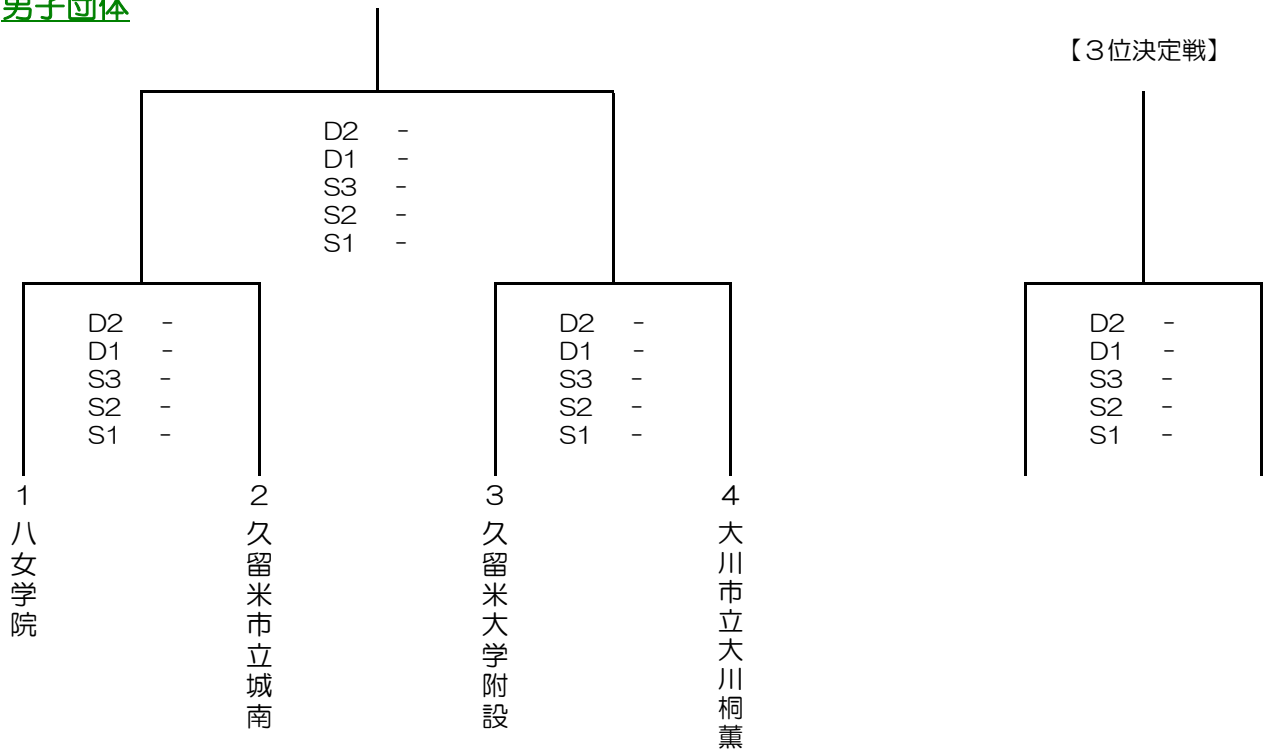 男子団体
【３位決定戦】
D2 -
D1 -
S3 -
S2 -
S1 -
D2 -
D1 -
S3 -
S2 -
S1 -
D2 -
D1 -
S3 -
S2 -
S1 -
D2 -
D1 -
S3 -
S2 -
S1 -
1
八女学院
2
久留米市立城南
3
久留米大学附設
4
大川市立大川桐薫